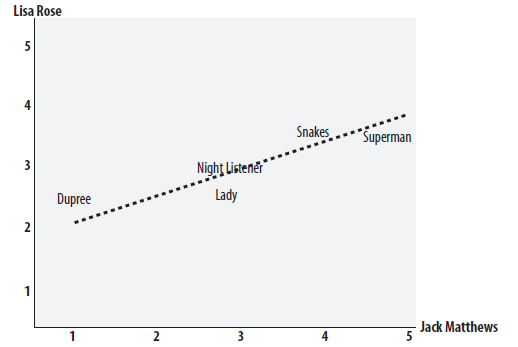 Lisa Rose
5
4
Snakes
Superman
3
Night Listener
Lady
Dupree
2
1
1 2 3 4 5
Jack Matthews